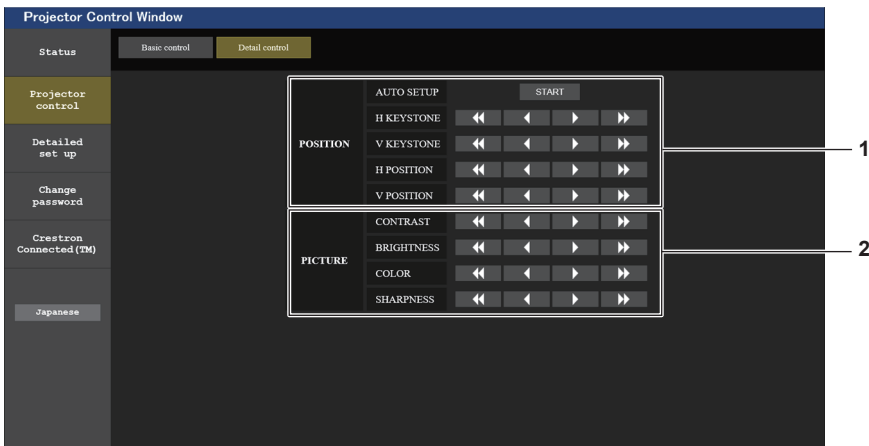 Projector Control Window
Status
Basic control
Detail control
Projector
control
Detailed
set up
Change
password
Crestron
Connected(TM)
Japanese
POSITION
AUTO SETUP
START
H KEYSTONE
V KEYSTONE
H POSITION
V POSITION
PICTURE
CONTRAST
BRIGHTNESS
COLOR
SHARPNESS
1
2